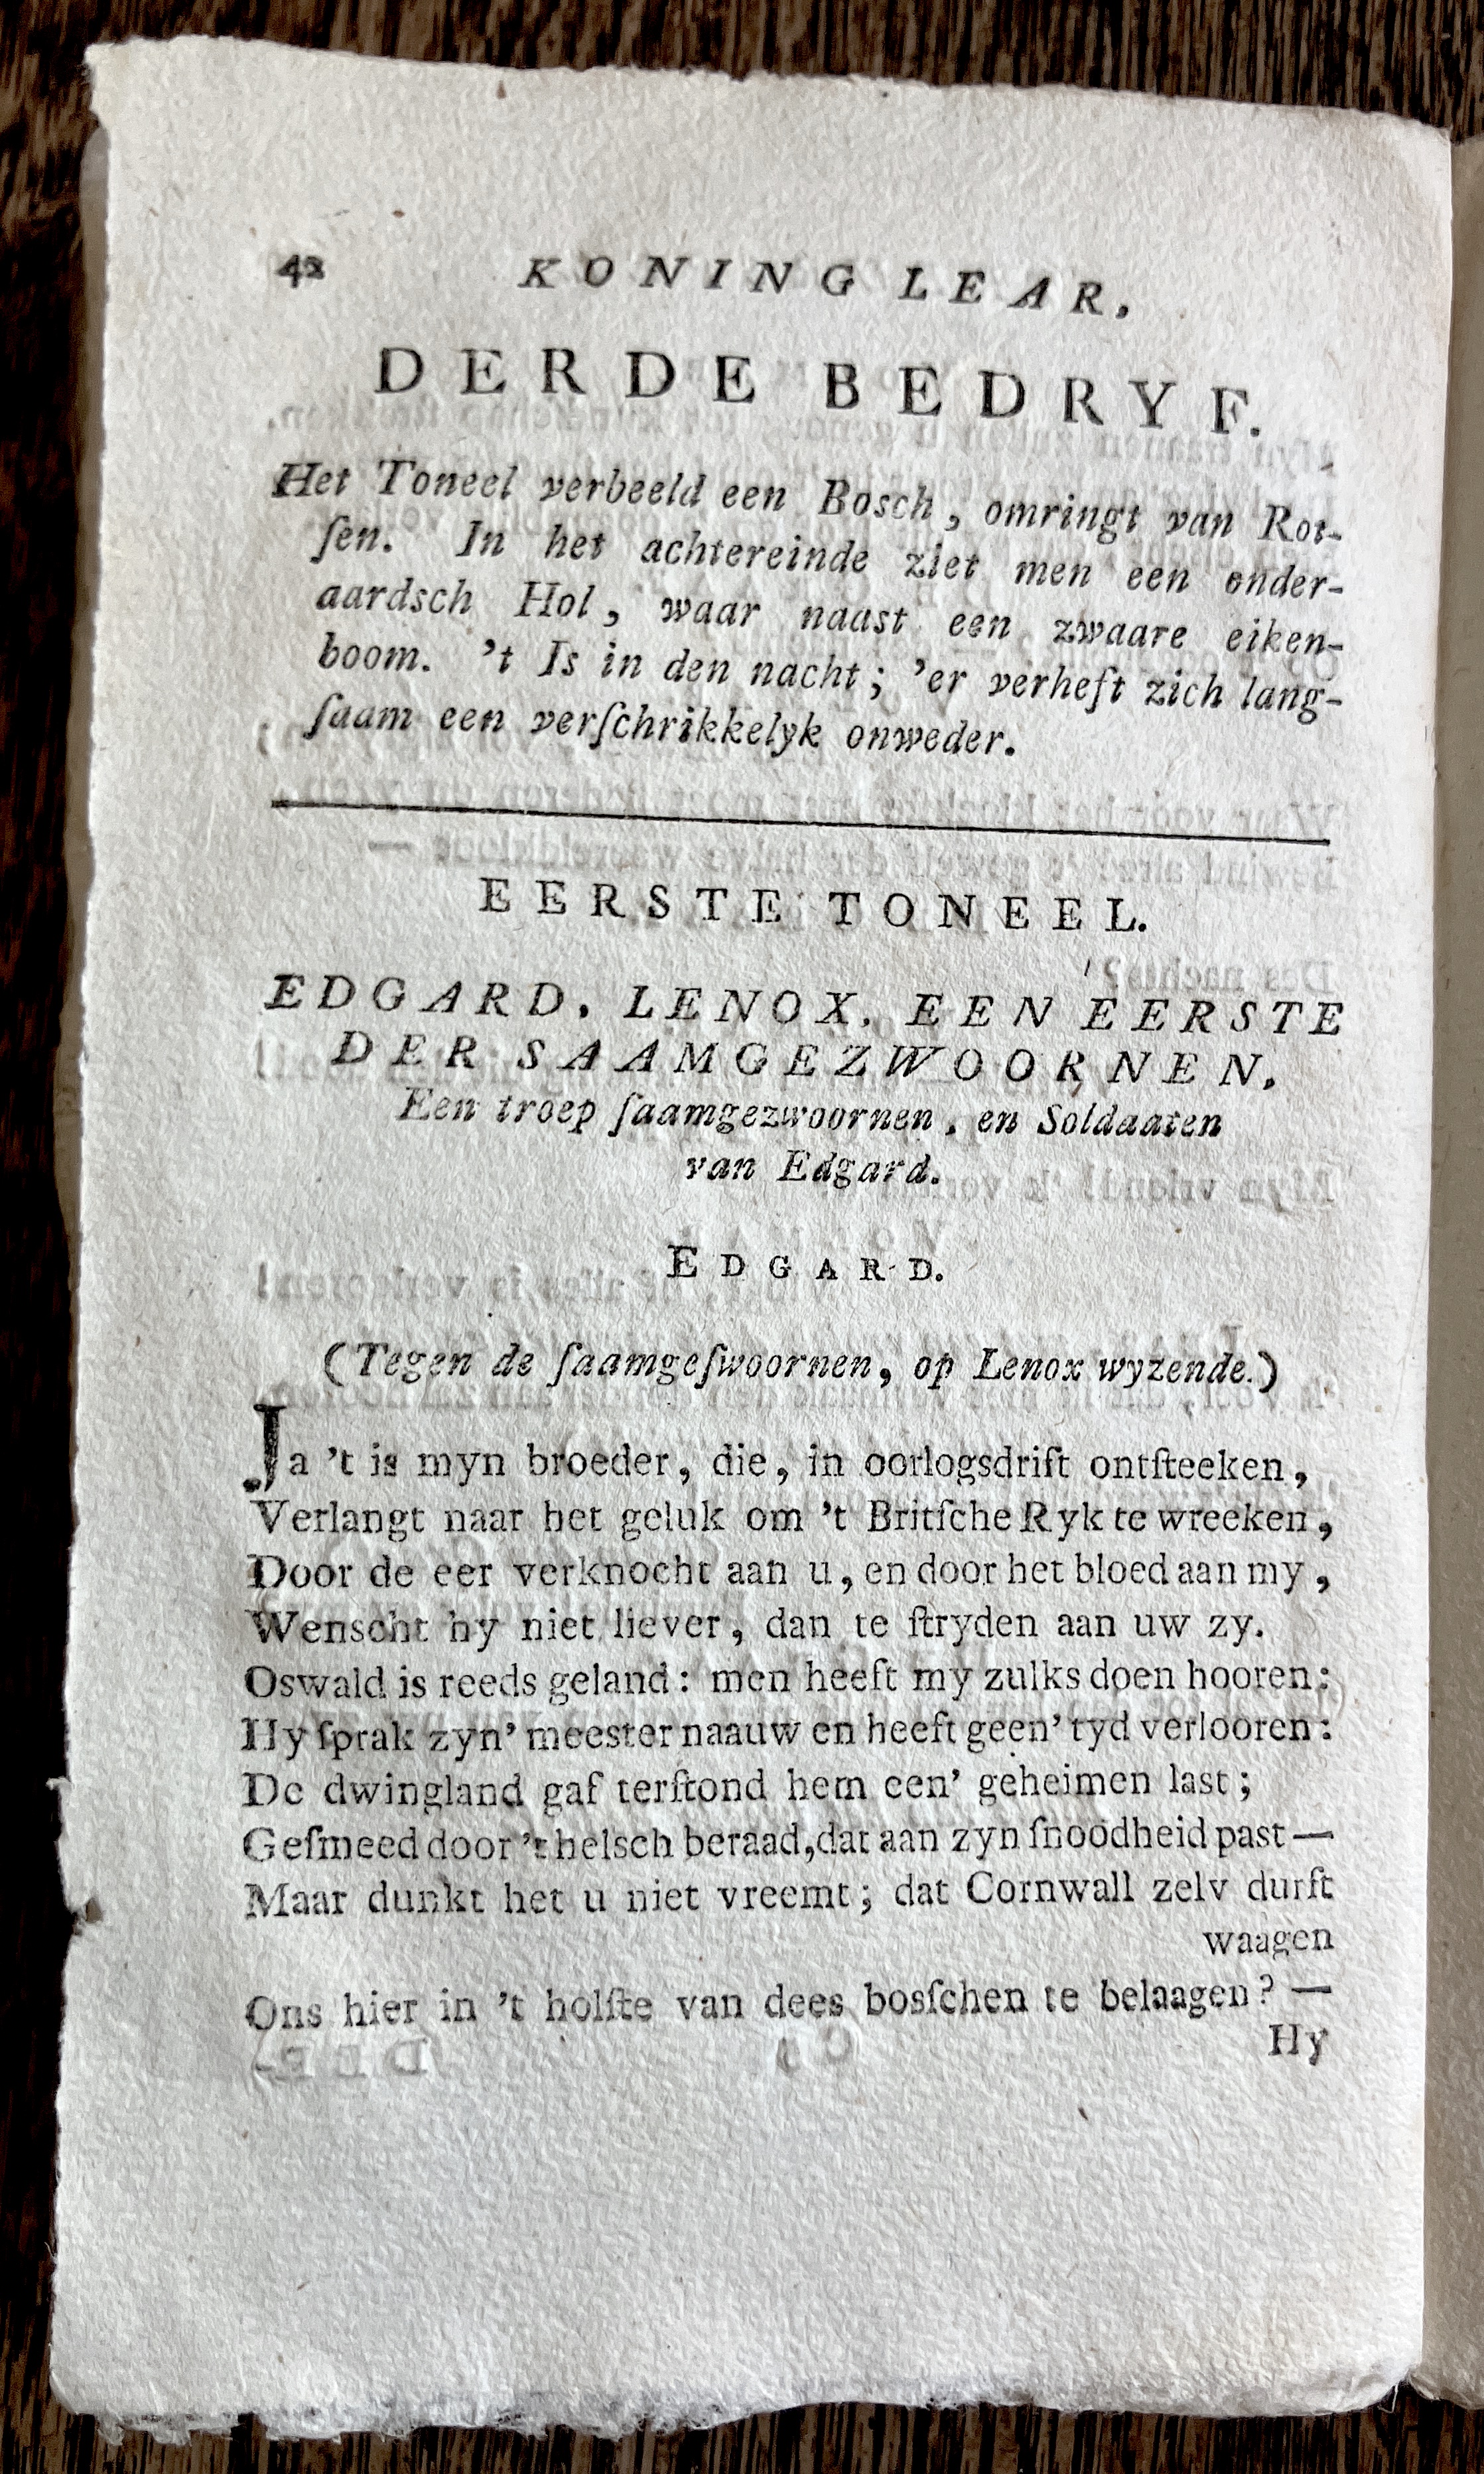 42 KONING LEAR,
DERDE BEDRYF.
Het Toneel verbeeld een Bosch, omringt van Rot-
ſen. In het achtereinde ziet men een onder-
aardsch Hol, waar naast een zwaare eiken-
boom. 't Is in den nacht; 'er verheft zich lang-
ſaam een verſchrikkelyk onweder.
EERSTE TONEEL.
EDGARD, LENOX, EEN EERSTE
DER SAAMGEZWOORNEN,
Een troep ſaamgezwoornen, en Soldaaten
van Edgard.
EDGARD.
(Tegen de ſaamgeſwoornen, op Lenox wyzende.)
Ja 't is myn broeder, die, in oorlogsdrift ontſteeken,
Verlangt naar het geluk om 't Britſche Ryk te wreeken,
Door de eer verknocht aan u, en door het bloed aan my,
Wenscht hy niet liever, dan te ſtryden aan uw zy.
Oswald is reeds geland: men heeft my zulks doen hooren:
Hy ſprak zyn' meester naauw en heeft geen' tyd verlooren:
De dwingland gaf terſtond hem een' geheimen last;
Geſmeed door 't helsch beraad, dat aan zyn ſnoodheid past —
Maar dunkt het u niet vreemt; dat Cornwall zelv durft
waagen
Ons hier in 't holſte van dees bosſchen te belaagen? —
Hy